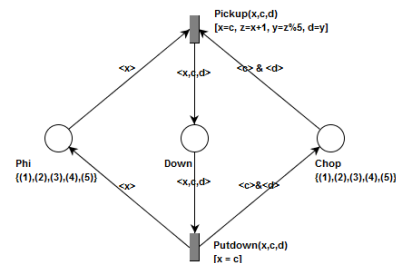 Pickup(x,c,d)
[x=c, z=x+1, y=z%5, d=y]
<x>
<x,c,d>
<c> & <d>
Phi
{(1),(2),(3),(4),(5)}
Down
Chop
{(1),(2),(3),(4),(5)}
<x>
<x,c,d>
<c>&<d>
Putdown(x,c,d)
[x = c]